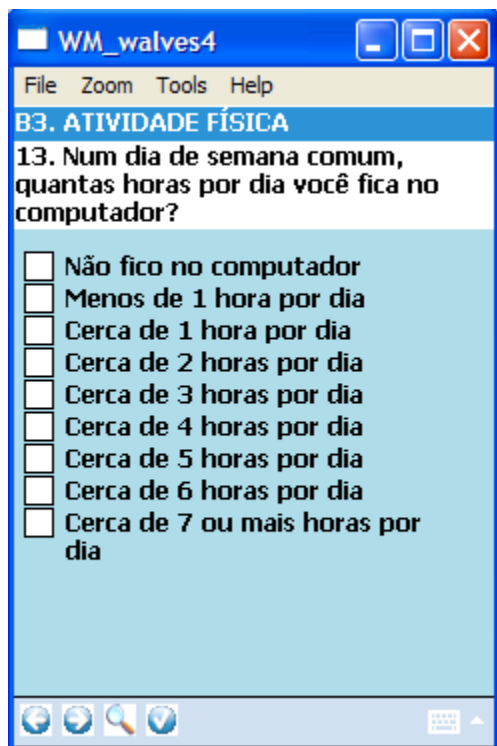 WM_walves4
File Zoom Tools Help
B3. ATIVIDADE FÍSICA
13. Num dia de semana comum,
quantas horas por dia você fica no
computador?
Não fico no computador
Menos de 1 hora por dia
Cerca de 1 hora por dia
Cerca de 2 horas por dia
Cerca de 3 horas por dia
Cerca de 4 horas por dia
Cerca de 5 horas por dia
Cerca de 6 horas por dia
Cerca de 7 ou mais horas por
dia